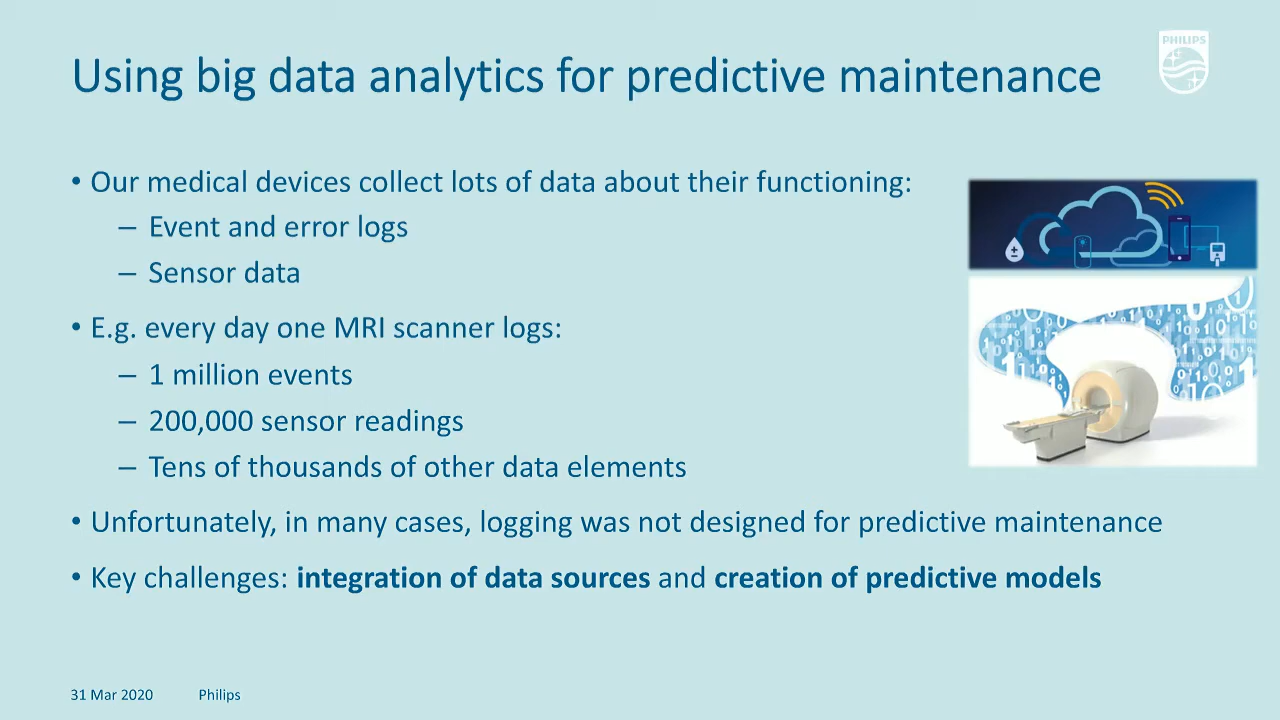 Using big data analytics for predictive maintenance
PHILIPS
• Our medical devices collect lots of data about their functioning:
– Event and error logs
– Sensor data
• E.g. every day one MRI scanner logs:
– 1 million events
– 200,000 sensor readings
– Tens of thousands of other data elements
• Unfortunately, in many cases, logging was not designed for predictive maintenance
• Key challenges: integration of data sources and creation of predictive models
31 Mar 2020 Philips